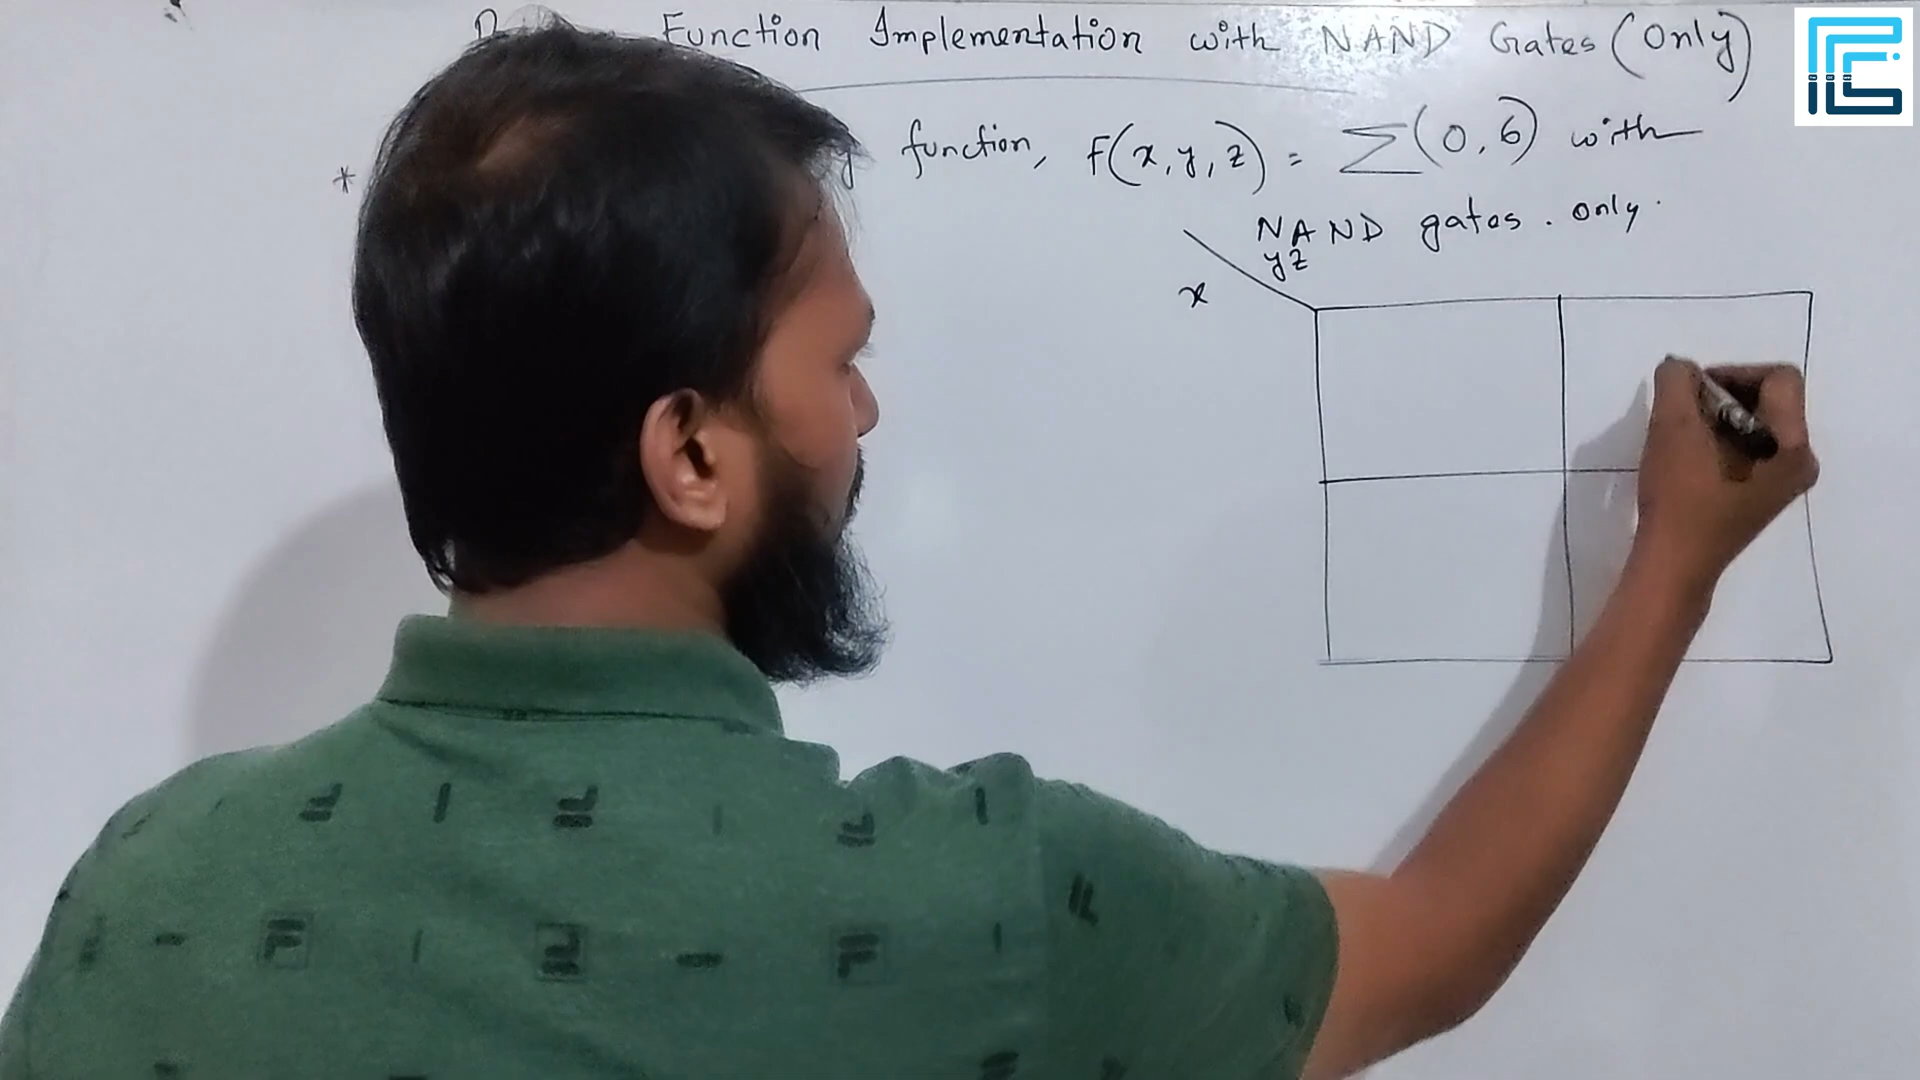 Function Implementation with NAND Gates (Only)
* function, F(x, y, z) = ∑(0, 6) with
NAND gates. only.
yz
x